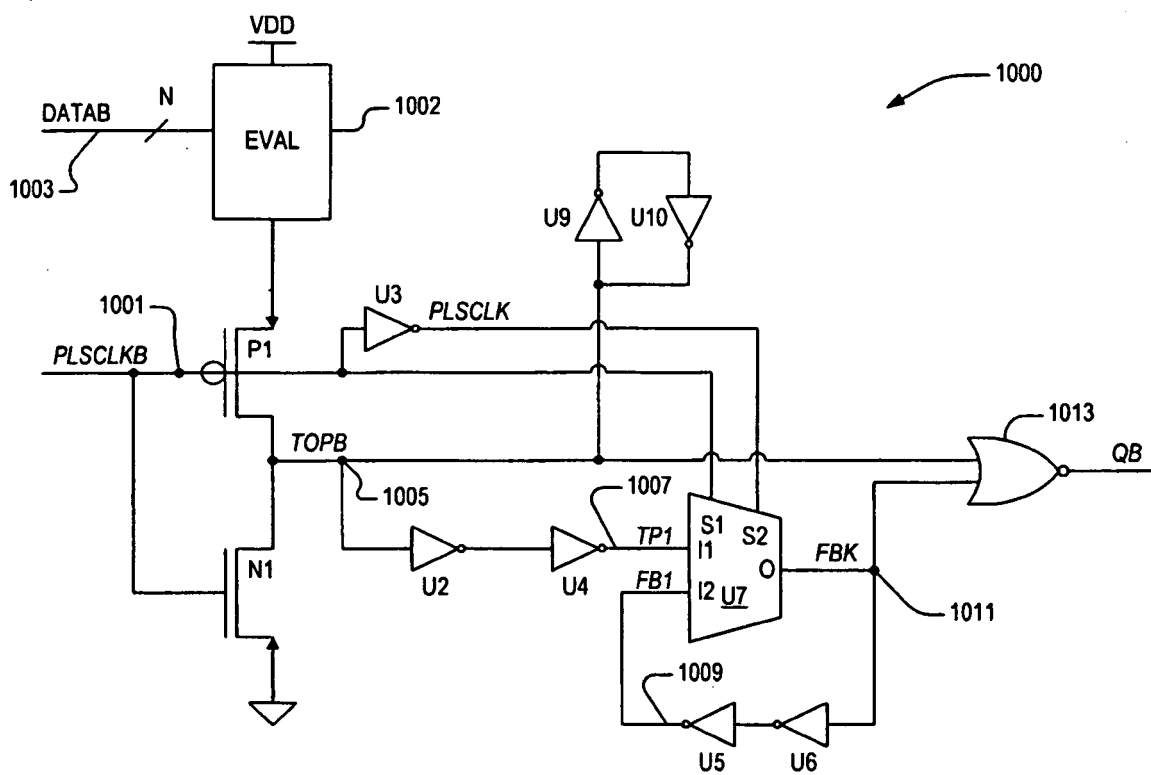 VDD
1000
DATAB
N
1002
EVAL
1003
U9
U10
1001
U3
PLSCLK
PLSCLKB
P1
1013
TOPB
QB
1005
1007
S1
S2
TP1
I1
N1
U2
U4
O
FBK
FB1
I2
U7
1011
1009
U5
U6